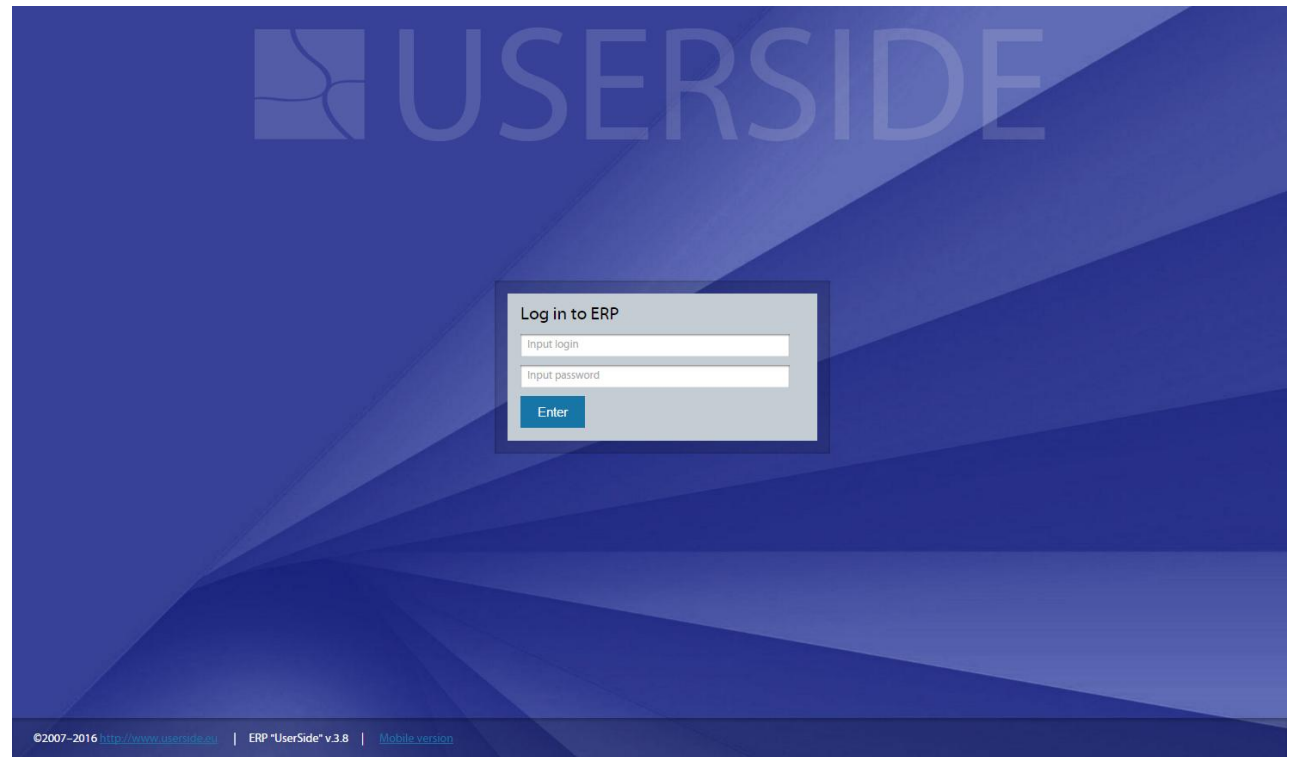 USERSIDE
Log in to ERP
Input login
Input password
Enter
©2007–2016 http://www.userside.eu | ERP "UserSide" v.3.8 | Mobile version